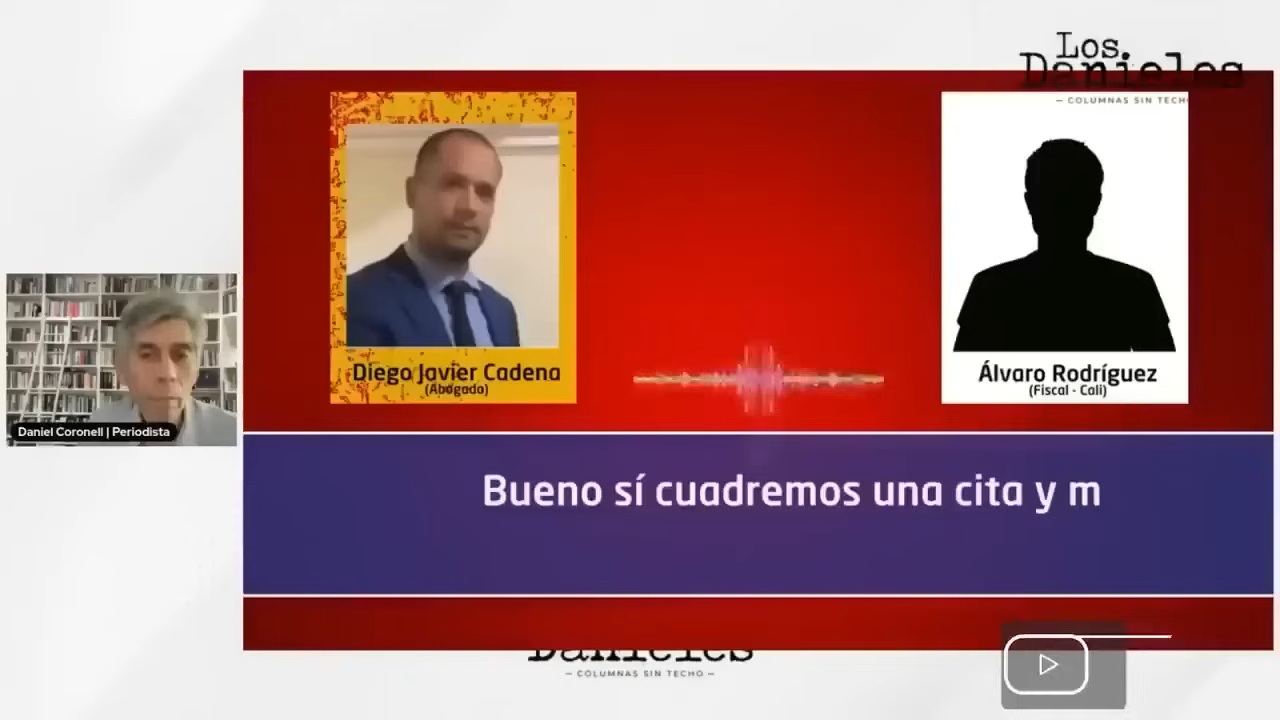 Los
Danieles
— COLUMNAS SIN TECH
Diego Javier Cadena
(Abogado)
Álvaro Rodríguez
(Fiscal - Cali)
Daniel Coronell | Periodista
Bueno sí cuadremos una cita y m
Danieles
— COLUMNAS SIN TECHO —